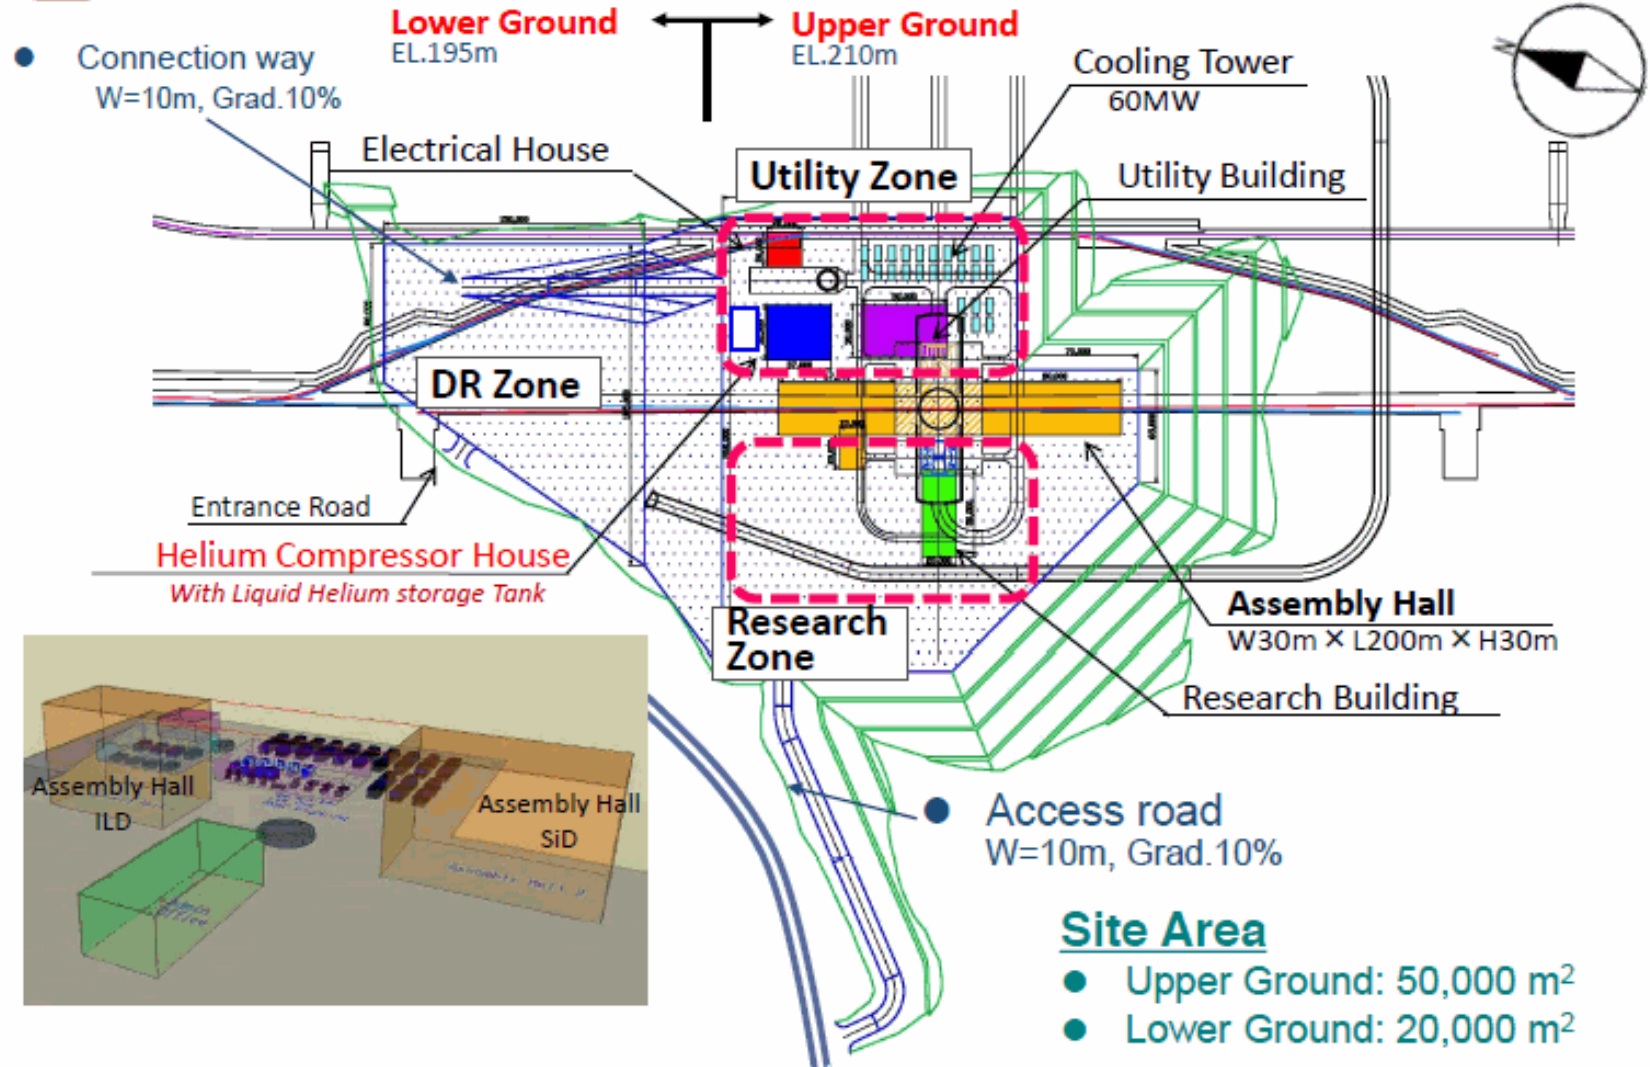 Lower Ground
EL.195m
Upper Ground
EL.210m
Connection way
W=10m, Grad.10%
Cooling Tower
60MW
Electrical House
Utility Zone
Utility Building
DR Zone
Entrance Road
Helium Compressor House
With Liquid Helium storage Tank
Research
Zone
Assembly Hall
W30m × L200m × H30m
Research Building
Assembly Hall
ILD
Assembly Hall
SiD
Access road
W=10m, Grad.10%
Site Area
Upper Ground: 50,000 m²
Lower Ground: 20,000 m²